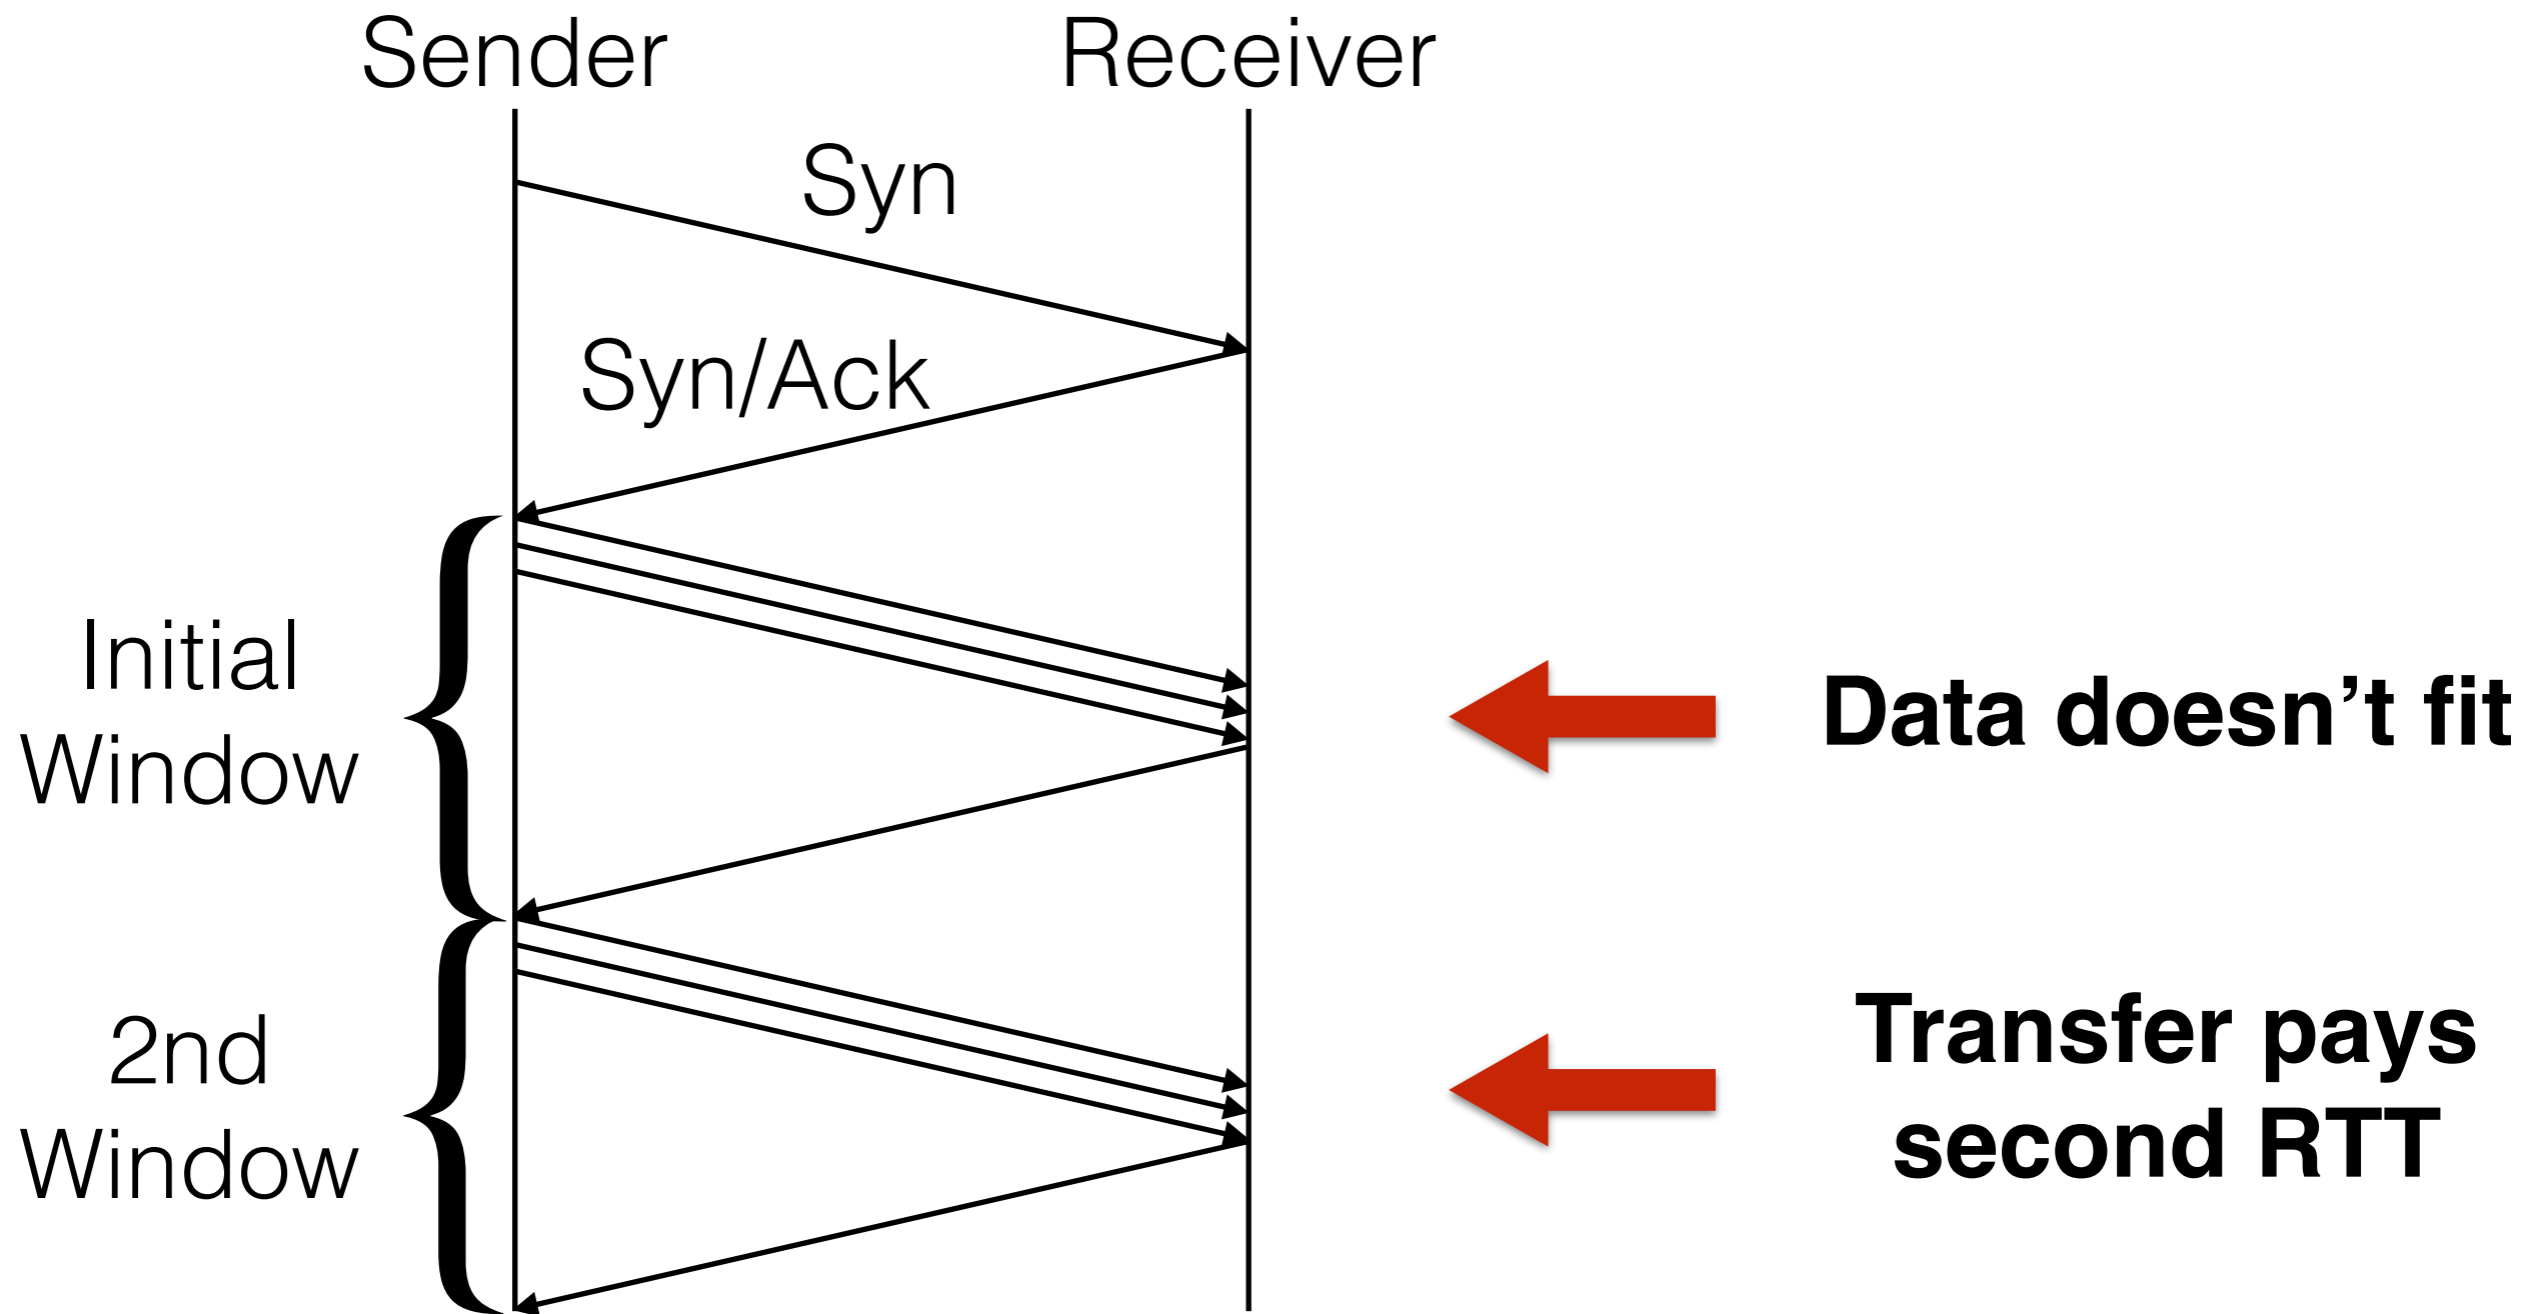 Sender
Receiver
Syn
Syn/Ack
Initial
Window
Data doesn’t fit
2nd
Window
Transfer pays
second RTT